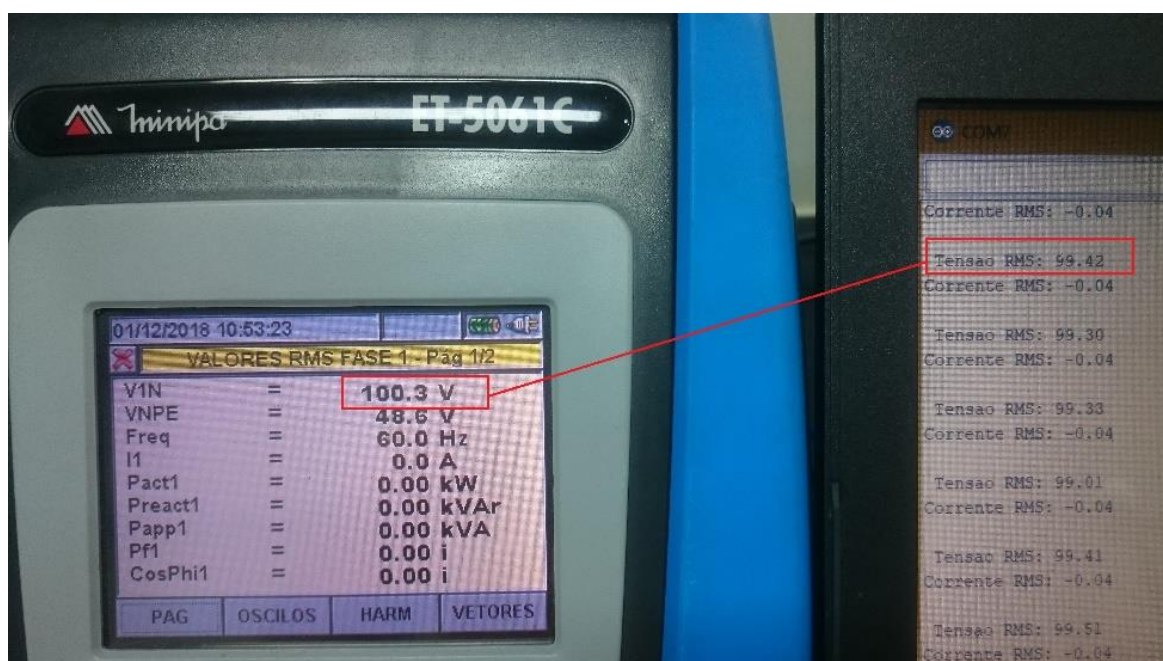 minipa
ET-5061C
01/12/2018 10:53:23
VALORES RMS FASE 1 - Pág 1/2
V1N = 100.3 V
VNPE = 48.6 V
Freq = 60.0 Hz
I1 = 0.0 A
Pact1 = 0.00 kW
Preact1 = 0.00 kVAr
Papp1 = 0.00 kVA
Pf1 = 0.00 i
CosPhi1 = 0.00 i
PAG OSCILOS HARM VETORES
COM7
Corrente RMS: -0.04
Tensao RMS: 99.42
Corrente RMS: -0.04
Tensao RMS: 99.30
Corrente RMS: -0.04
Tensao RMS: 99.33
Corrente RMS: -0.04
Tensao RMS: 99.01
Corrente RMS: -0.04
Tensao RMS: 99.41
Corrente RMS: -0.04
Tensao RMS: 99.51
Corrente RMS: -0.04